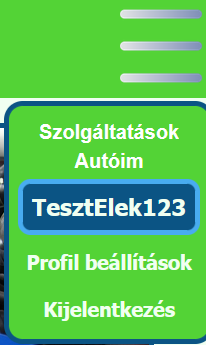 Szolgáltatások
Autóim
TesztElek123
Profil beállítások
Kijelentkezés